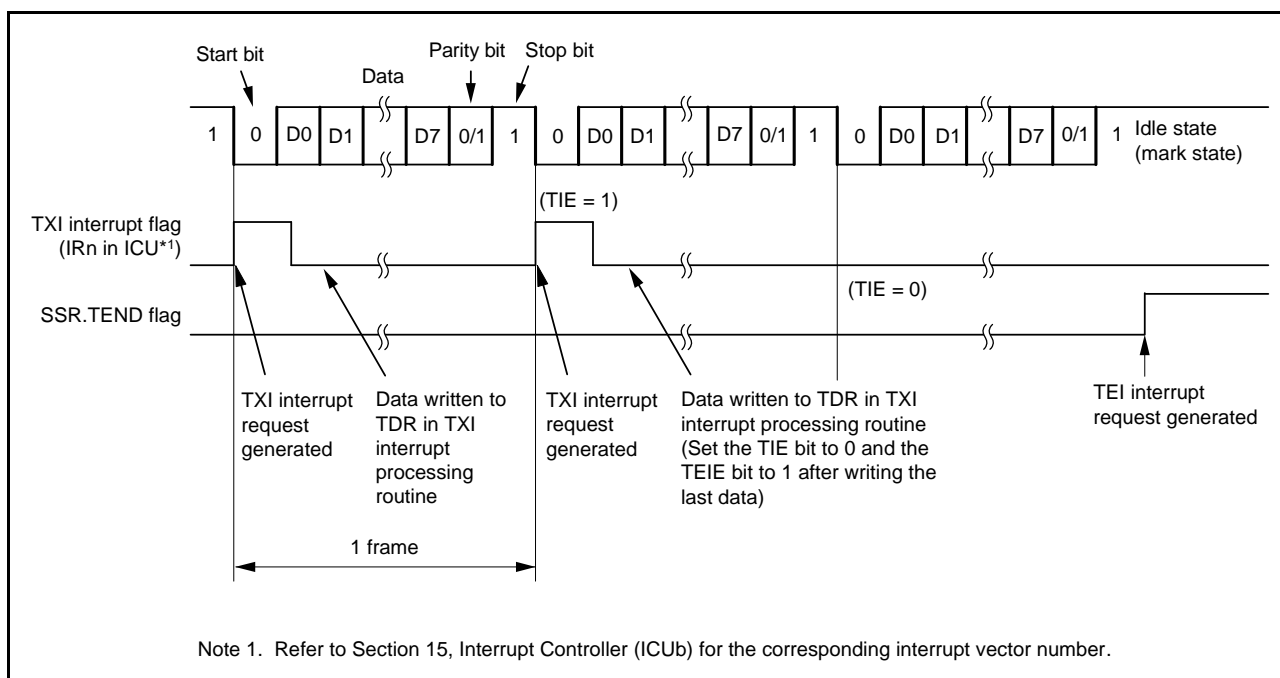 Start bit
Parity bit
Stop bit
Data
1 0 D0 D1 D7 0/1 1 0 D0 D1 D7 0/1 1 0 D0 D1 D7 0/1 1 Idle state
(mark state)
(TIE = 1)
TXI interrupt flag
(IRn in ICU*1)
(TIE = 0)
SSR.TEND flag
TXI interrupt
request
generated
Data written to
TDR in TXI
interrupt
processing
routine
TXI interrupt
request
generated
Data written to TDR in TXI
interrupt processing routine
(Set the TIE bit to 0 and the
TEIE bit to 1 after writing the
last data)
TEI interrupt
request generated
1 frame
Note 1. Refer to Section 15, Interrupt Controller (ICUb) for the corresponding interrupt vector number.